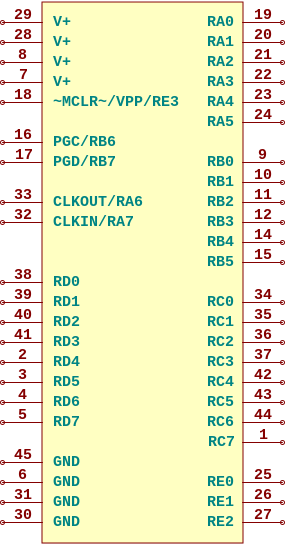 29 V+ RA0 19
28 V+ RA1 20
8 V+ RA2 21
7 V+ RA3 22
18 ~MCLR~/VPP/RE3 RA4 23
RA5 24
16 PGC/RB6
17 PGD/RB7 RB0 9
RB1 10
33 CLKOUT/RA6 RB2 11
32 CLKIN/RA7 RB3 12
RB4 14
RB5 15
38 RD0
39 RD1 RC0 34
40 RD2 RC1 35
41 RD3 RC2 36
2 RD4 RC3 37
3 RD5 RC4 42
4 RD6 RC5 43
5 RD7 RC6 44
RC7 1
45 GND
6 GND RE0 25
31 GND RE1 26
30 GND RE2 27